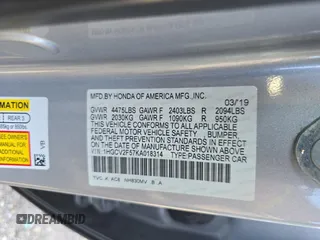 MFD.BY HONDA OF AMERICA MFG.,INC. 03/19
GVWR 4475LBS GAWR F 2403LBS R 2094LBS
GVWR 2030KG GAWR F 1090KG R 950KG
THIS VEHICLE CONFORMS TO ALL APPLICABLE
FEDERAL MOTOR VEHICLE SAFETY, BUMPER,
AND THEFT PREVENTION STANDARDS IN EFFECT
ON THE DATE OF MANUFACTURE SHOWN ABOVE.
V.I.N.:1HGCV2F57KA018314 TYPE:PASSENGER CAR
NH830MV B A
MATION
REAR 3
YB
DREAMBID